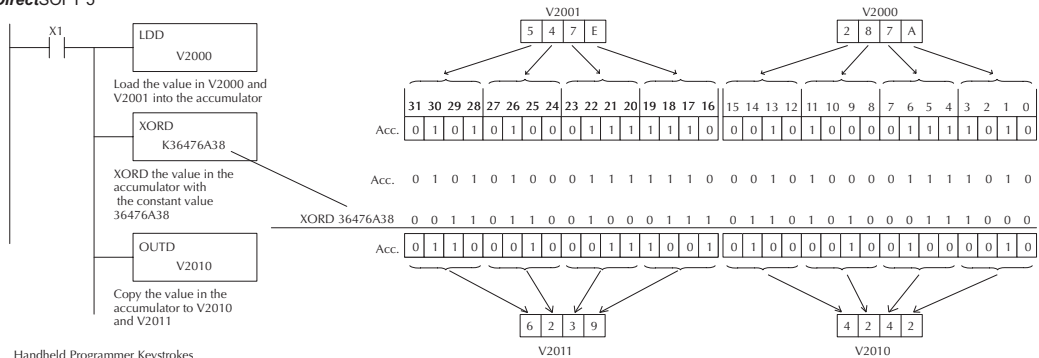 DirectSOFT 5
X1
LDD
V2000
Load the value in V2000 and
V2001 into the accumulator
XORD
K36476A38
XORD the value in the
accumulator with
the constant value
36476A38
OUTD
V2010
Copy the value in the
accumulator to V2010
and V2011
Handheld Programmer Keystrokes
V2001 V2000
5 4 7 E 2 8 7 A
31 30 29 28 27 26 25 24 23 22 21 20 19 18 17 16 15 14 13 12 11 10 9 8 7 6 5 4 3 2 1 0
Acc. 0 1 0 1 0 1 0 0 0 1 1 1 1 1 1 0 0 0 1 0 1 0 0 0 0 1 1 1 1 0 1 0
Acc. 0 1 0 1 0 1 0 0 0 1 1 1 1 1 1 0 0 0 1 0 1 0 0 0 0 1 1 1 1 0 1 0
XORD 36476A38 0 0 1 1 0 1 1 0 0 1 0 0 0 1 1 1 0 1 1 0 1 0 1 0 0 0 1 1 1 0 0 0
Acc. 0 1 1 0 0 0 1 0 0 0 1 1 1 0 0 1 0 1 0 0 0 0 1 0 0 1 0 0 0 0 1 0
6 2 3 9 4 2 4 2
V2011 V2010